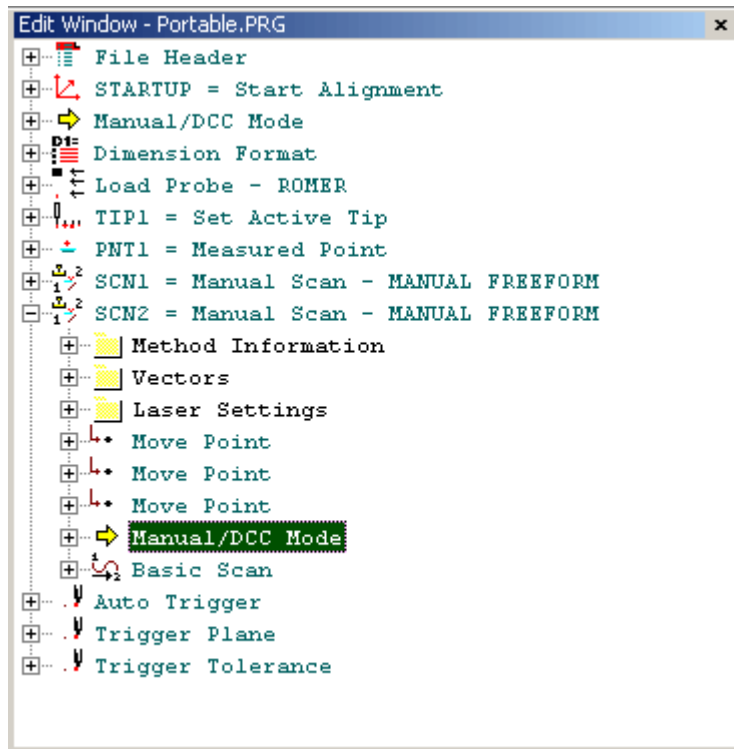 Edit Window - Portable.PRG
File Header
STARTUP = Start Alignment
Manual/DCC Mode
D1=
Dimension Format
Load Probe - ROMER
TIP1 = Set Active Tip
PNT1 = Measured Point
SCN1 = Manual Scan - MANUAL FREEFORM
SCN2 = Manual Scan - MANUAL FREEFORM
Method Information
Vectors
Laser Settings
Move Point
Move Point
Move Point
Manual/DCC Mode
Basic Scan
Auto Trigger
Trigger Plane
Trigger Tolerance